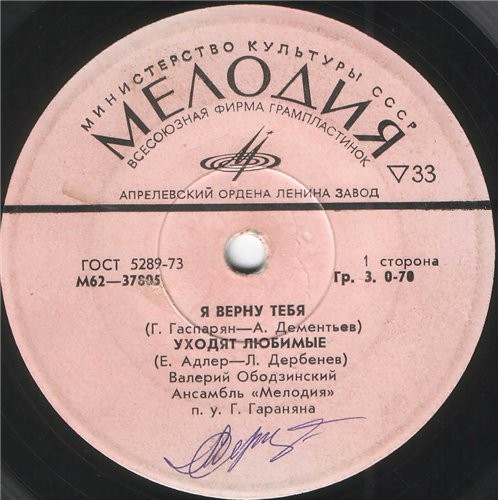 МИНИСТЕРСТВО КУЛЬТУРЫ СССР
МЕЛОДИЯ
ВСЕСОЮЗНАЯ ФИРМА ГРАМПЛАСТИНОК
▽33
АПРЕЛЕВСКИЙ ОРДЕНА ЛЕНИНА ЗАВОД
ГОСТ 5289-73 1 сторона
М62—37805 Гр. 3. 0-70
Я ВЕРНУ ТЕБЯ
(Г. Гаспарян—А. Дементьев)
УХОДЯТ ЛЮБИМЫЕ
(Е. Адлер—Л. Дербенев)
Валерий Ободзинский
Ансамбль «Мелодия»
п. у. Г. Гараняна